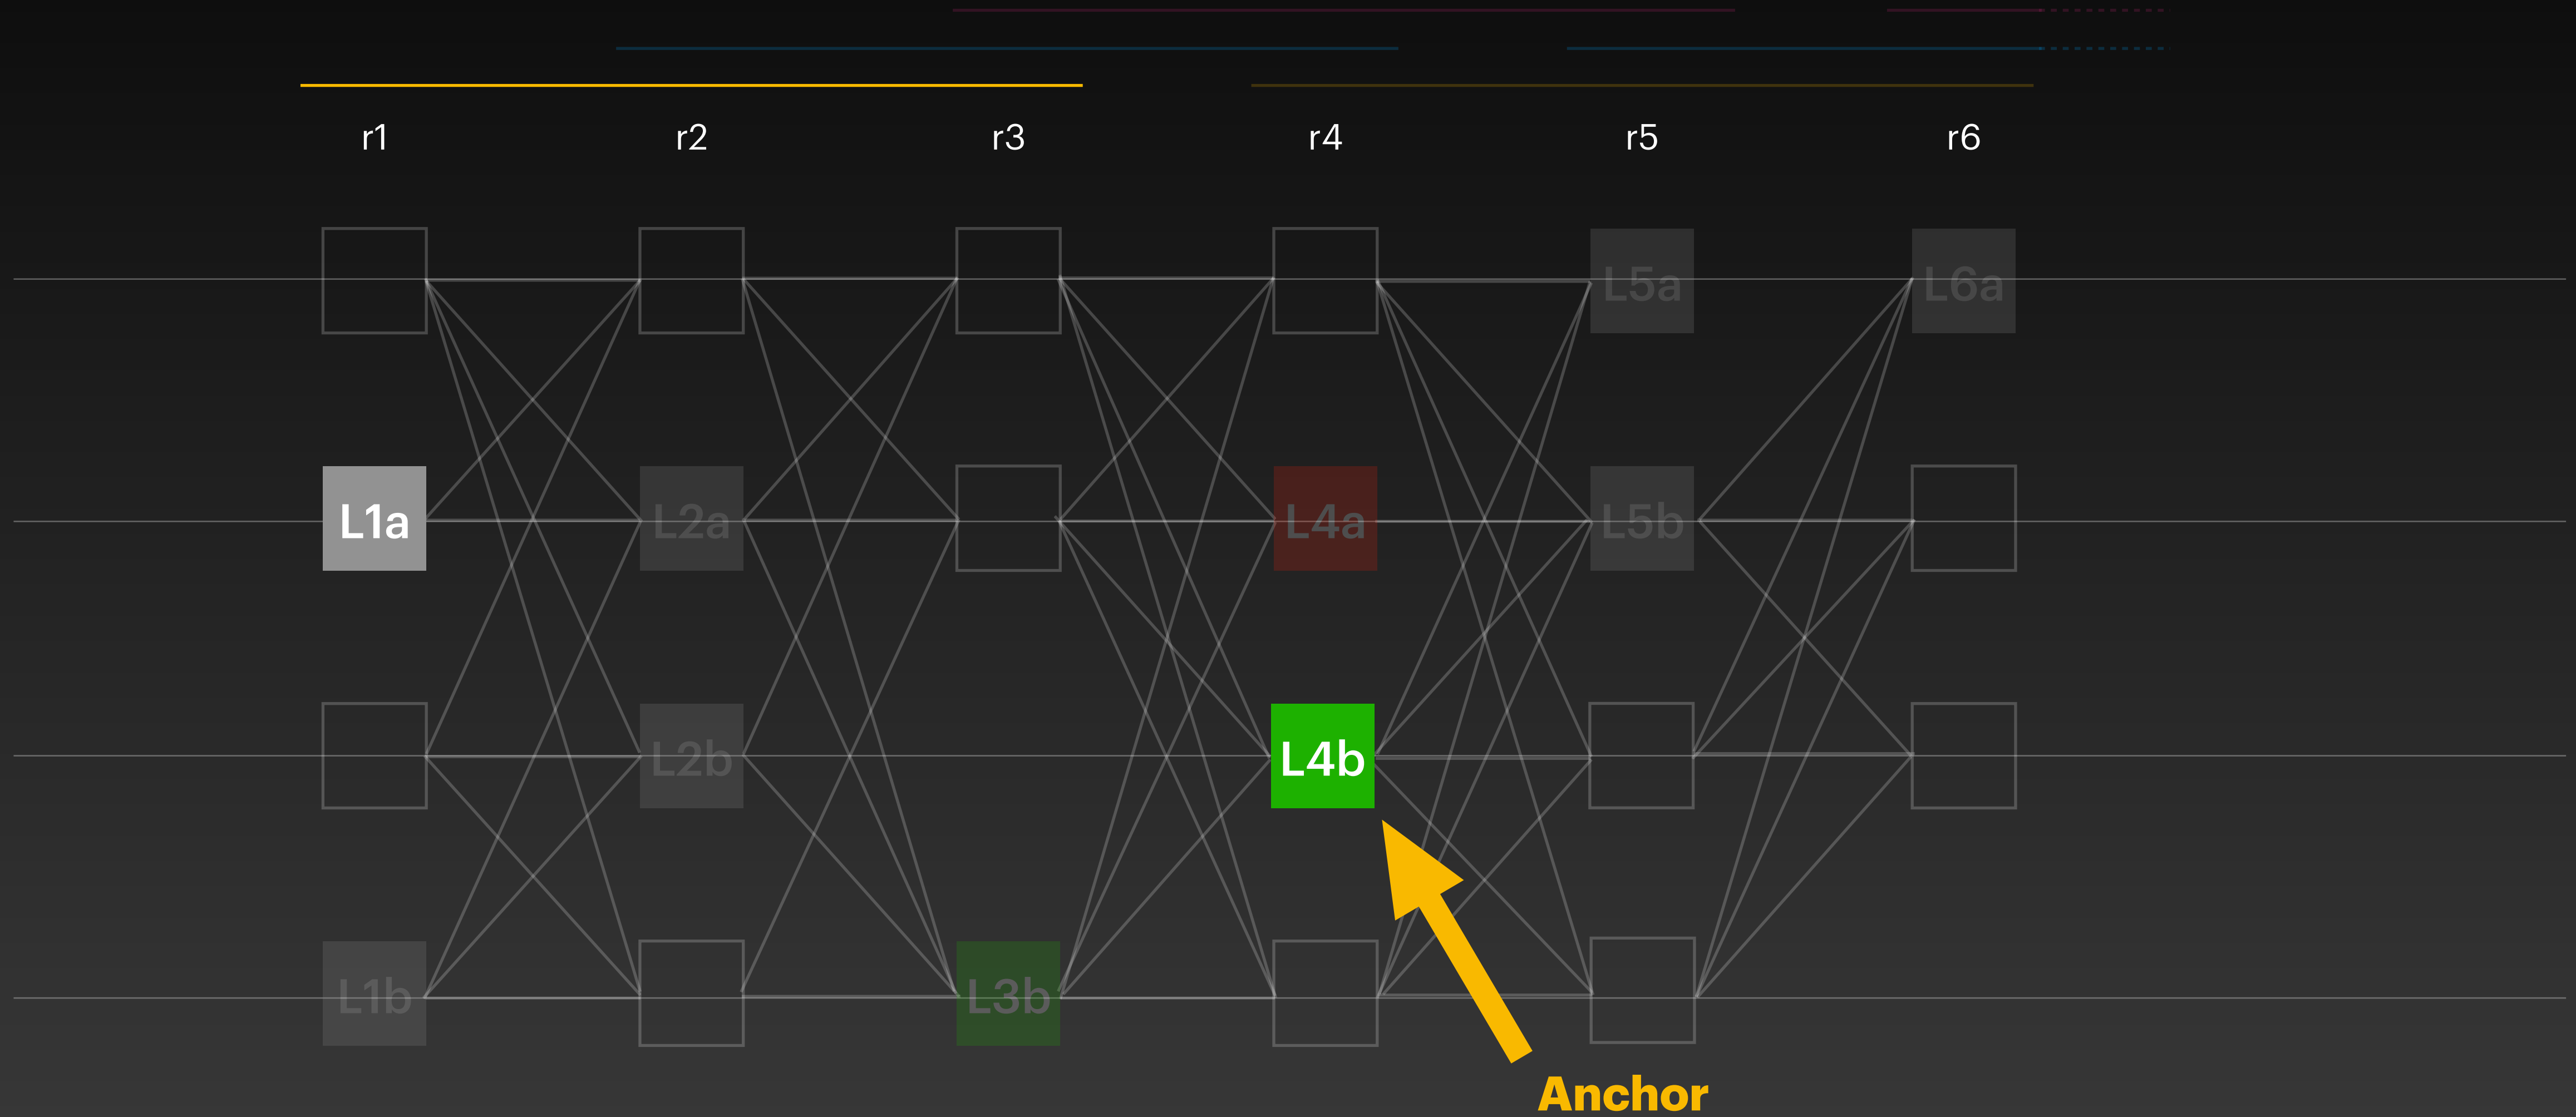 r1 r2 r3 r4 r5 r6
L5a L6a
L1a L2a L4a L5b
L2b L4b
L1b L3b
Anchor